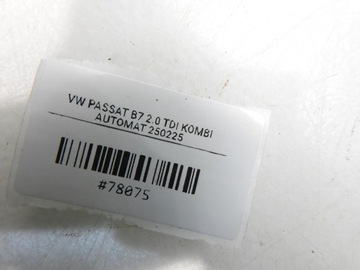 VW PASSAT B7 2.0 TDI KOMBI
AUTOMAT 250225
#78075